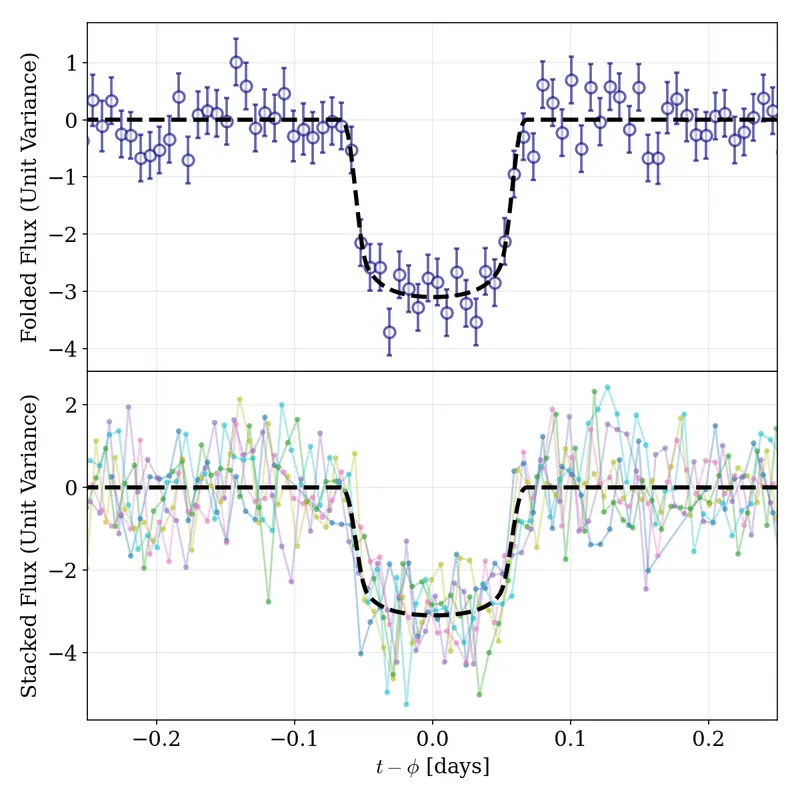 Folded Flux (Unit Variance)
1
0
−1
−2
−3
−4
Stacked Flux (Unit Variance)
2
0
−2
−4
−0.2 −0.1 0.0 0.1 0.2
t − ϕ [days]